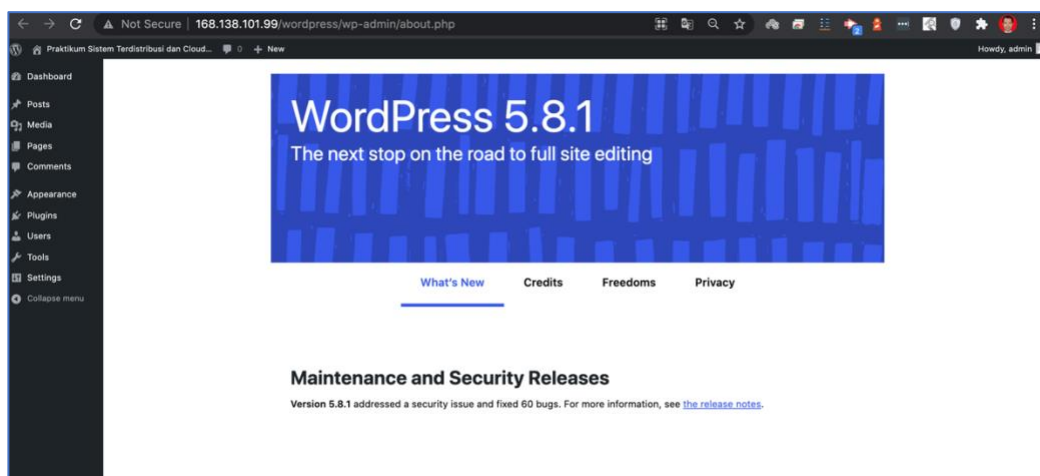 Not Secure | 168.138.101.99/wordpress/wp-admin/about.php
2
Praktikum Sistem Terdistribusi dan Cloud... 0 + New
Howdy, admin
Dashboard
Posts
Media
Pages
Comments
Appearance
Plugins
Users
Tools
Settings
Collapse menu
WordPress 5.8.1
The next stop on the road to full site editing
What's New Credits Freedoms Privacy
Maintenance and Security Releases
Version 5.8.1 addressed a security issue and fixed 60 bugs. For more information, see the release notes.